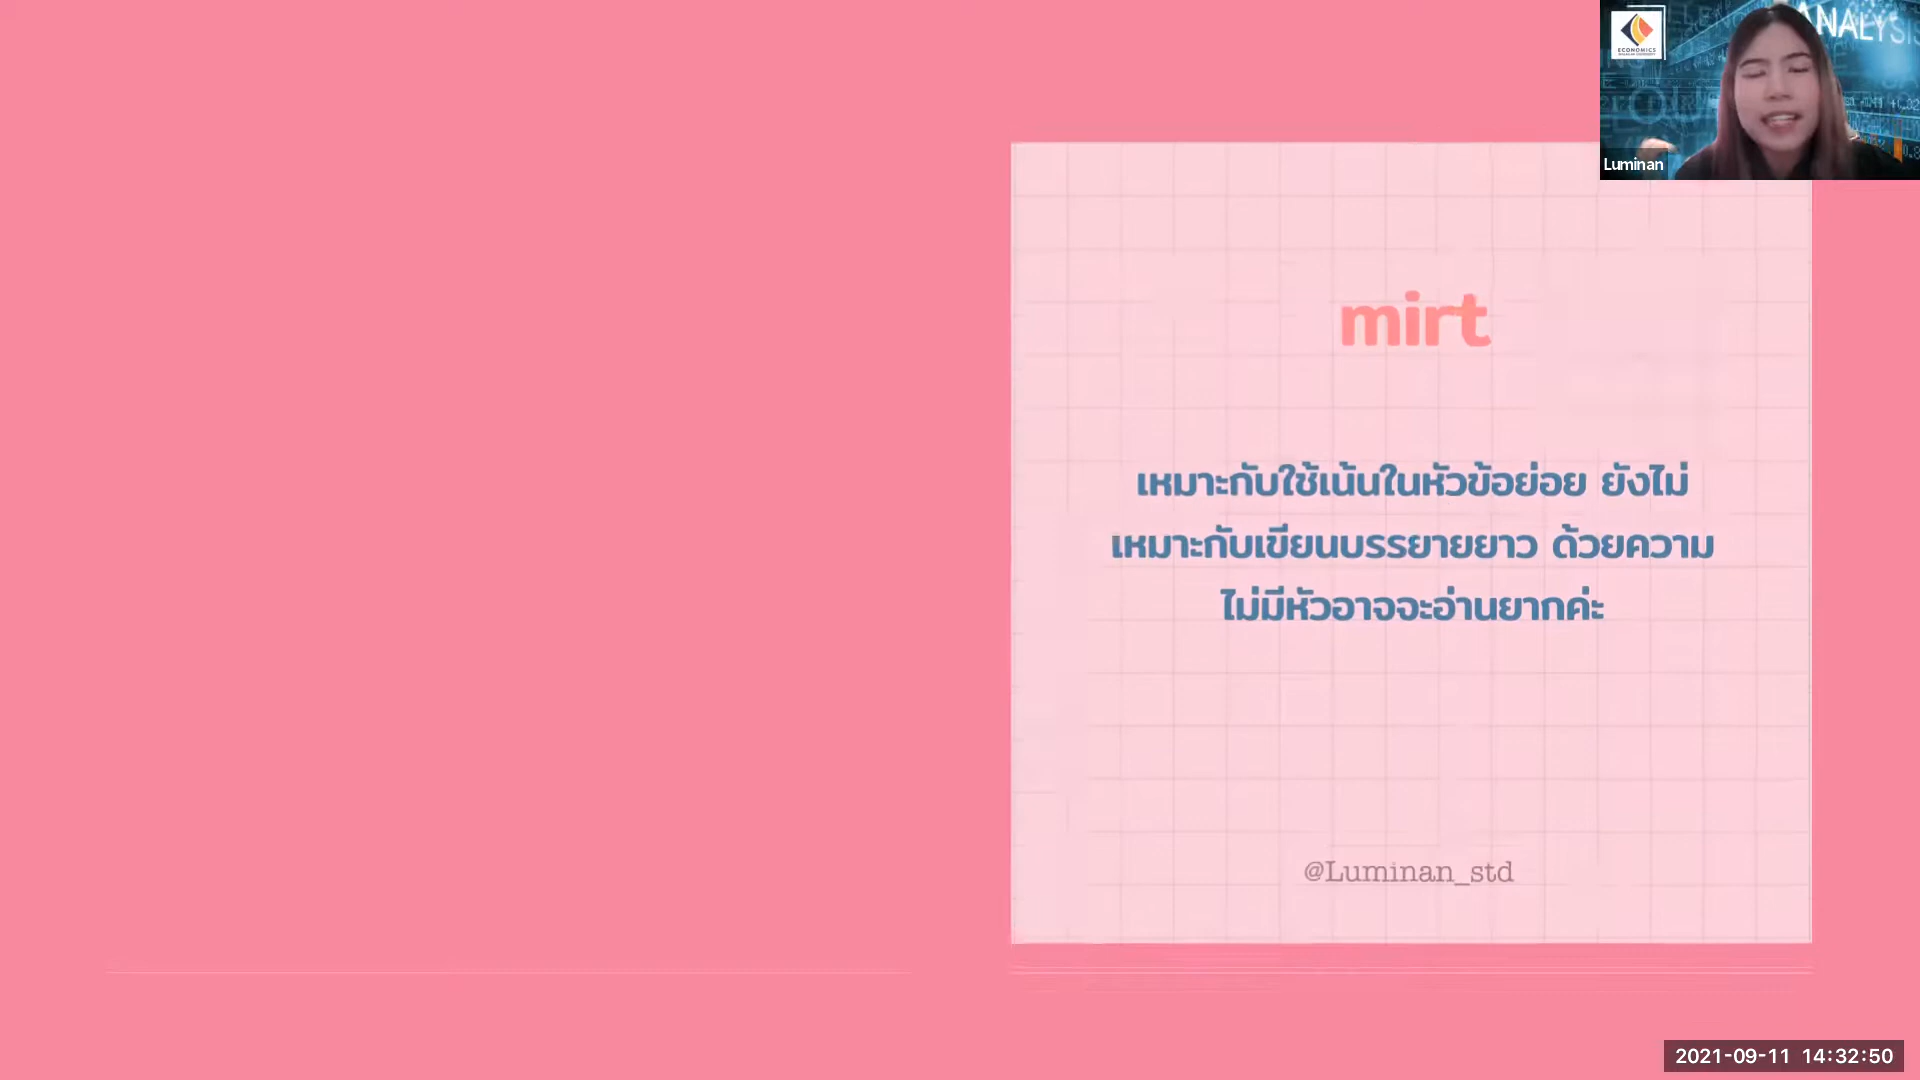 ANALYSIS
ECONOMICS
Luminan
mirt
เหมาะกับใช้เน้นในหัวข้อย่อย ยังไม่
เหมาะกับเขียนบรรยายยาว ด้วยความ
ไม่มีหัวอาจจะอ่านยากค่ะ
@Luminan_std
2021-09-11 14:32:50